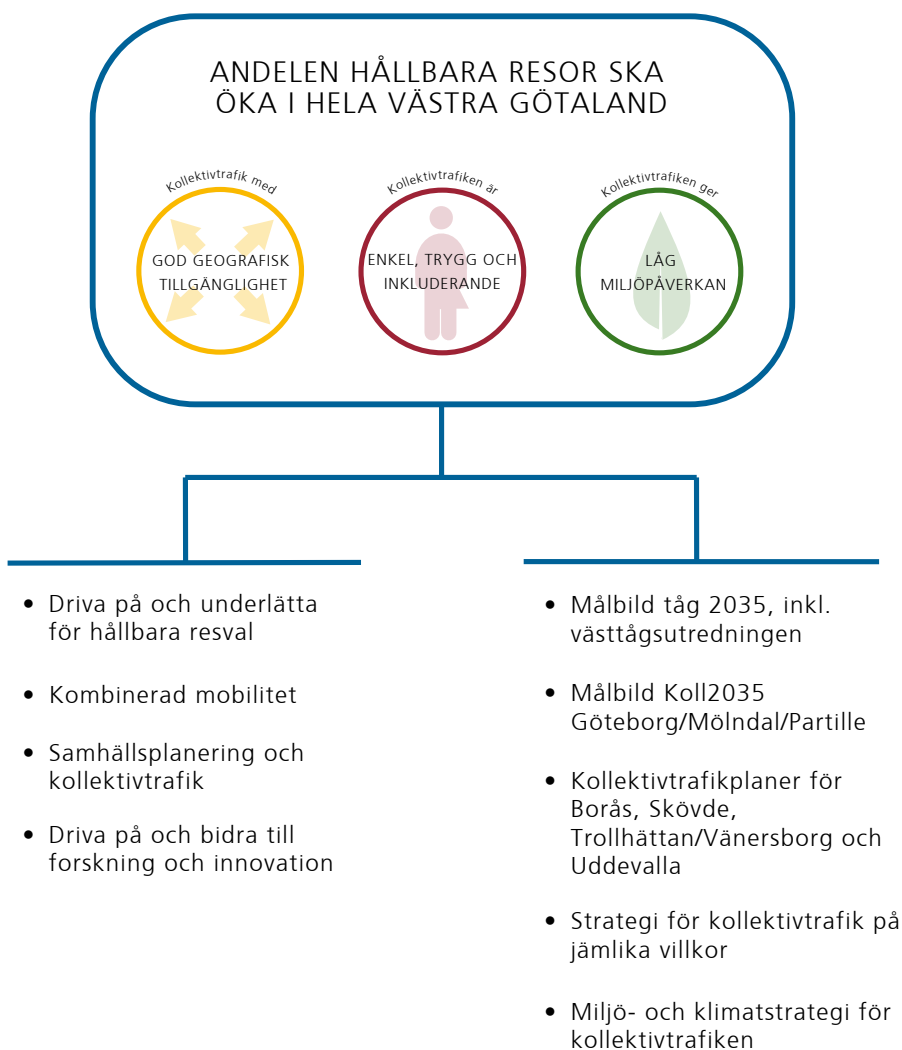 ANDELEN HÅLLBARA RESOR SKA
ÖKA I HELA VÄSTRA GÖTALAND
Kollektivtrafik med
GOD GEOGRAFISK
TILLGÄNGLIGHET
Kollektivtrafiken är
ENKEL, TRYGG OCH
INKLUDERANDE
Kollektivtrafiken ger
LÅG
MILJÖPÅVERKAN
• Driva på och underlätta
för hållbara resval
• Kombinerad mobilitet
• Samhällsplanering och
kollektivtrafik
• Driva på och bidra till
forskning och innovation
• Målbild tåg 2035, inkl.
västtågsutredningen
• Målbild Koll2035
Göteborg/Mölndal/Partille
• Kollektivtrafikplaner för
Borås, Skövde,
Trollhättan/Vänersborg och
Uddevalla
• Strategi för kollektivtrafik på
jämlika villkor
• Miljö- och klimatstrategi för
kollektivtrafiken